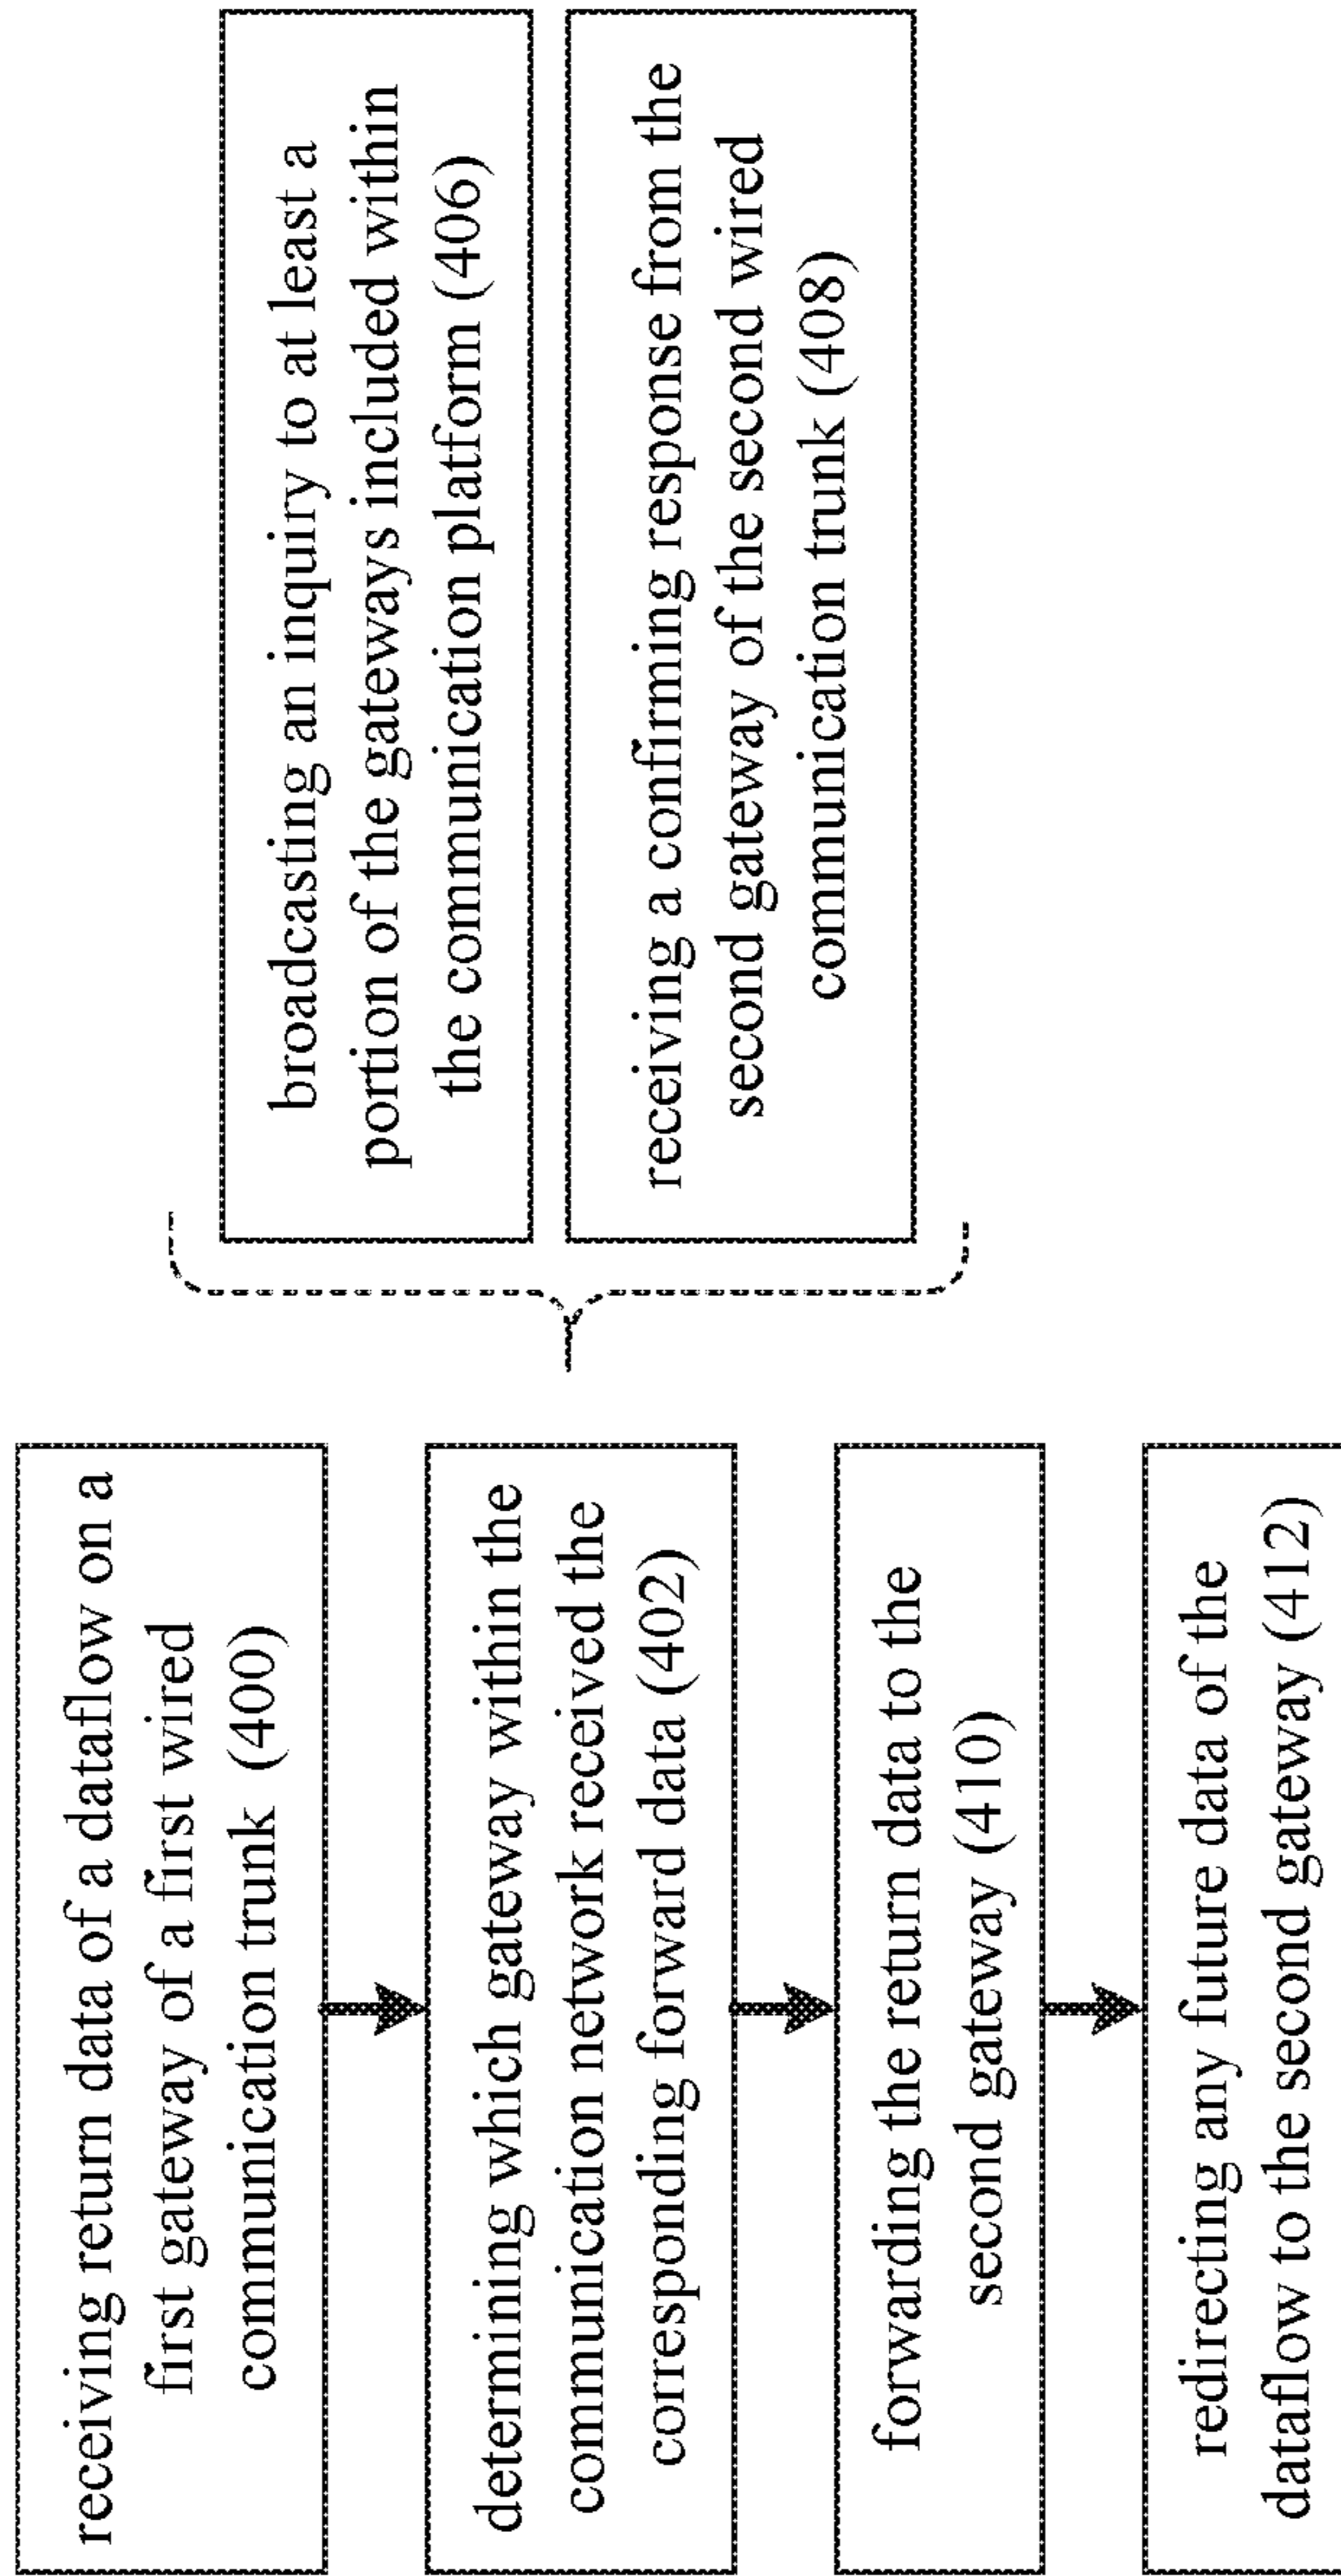 receiving return data of a dataflow on a
first gateway of a first wired
communication trunk (400)
determining which gateway within the
communication network received the
corresponding forward data (402)
broadcasting an inquiry to at least a
portion of the gateways included within
the communication platform (406)
receiving a confirming response from the
second gateway of the second wired
communication trunk (408)
forwarding the return data to the
second gateway (410)
redirecting any future data of the
dataflow to the second gateway (412)